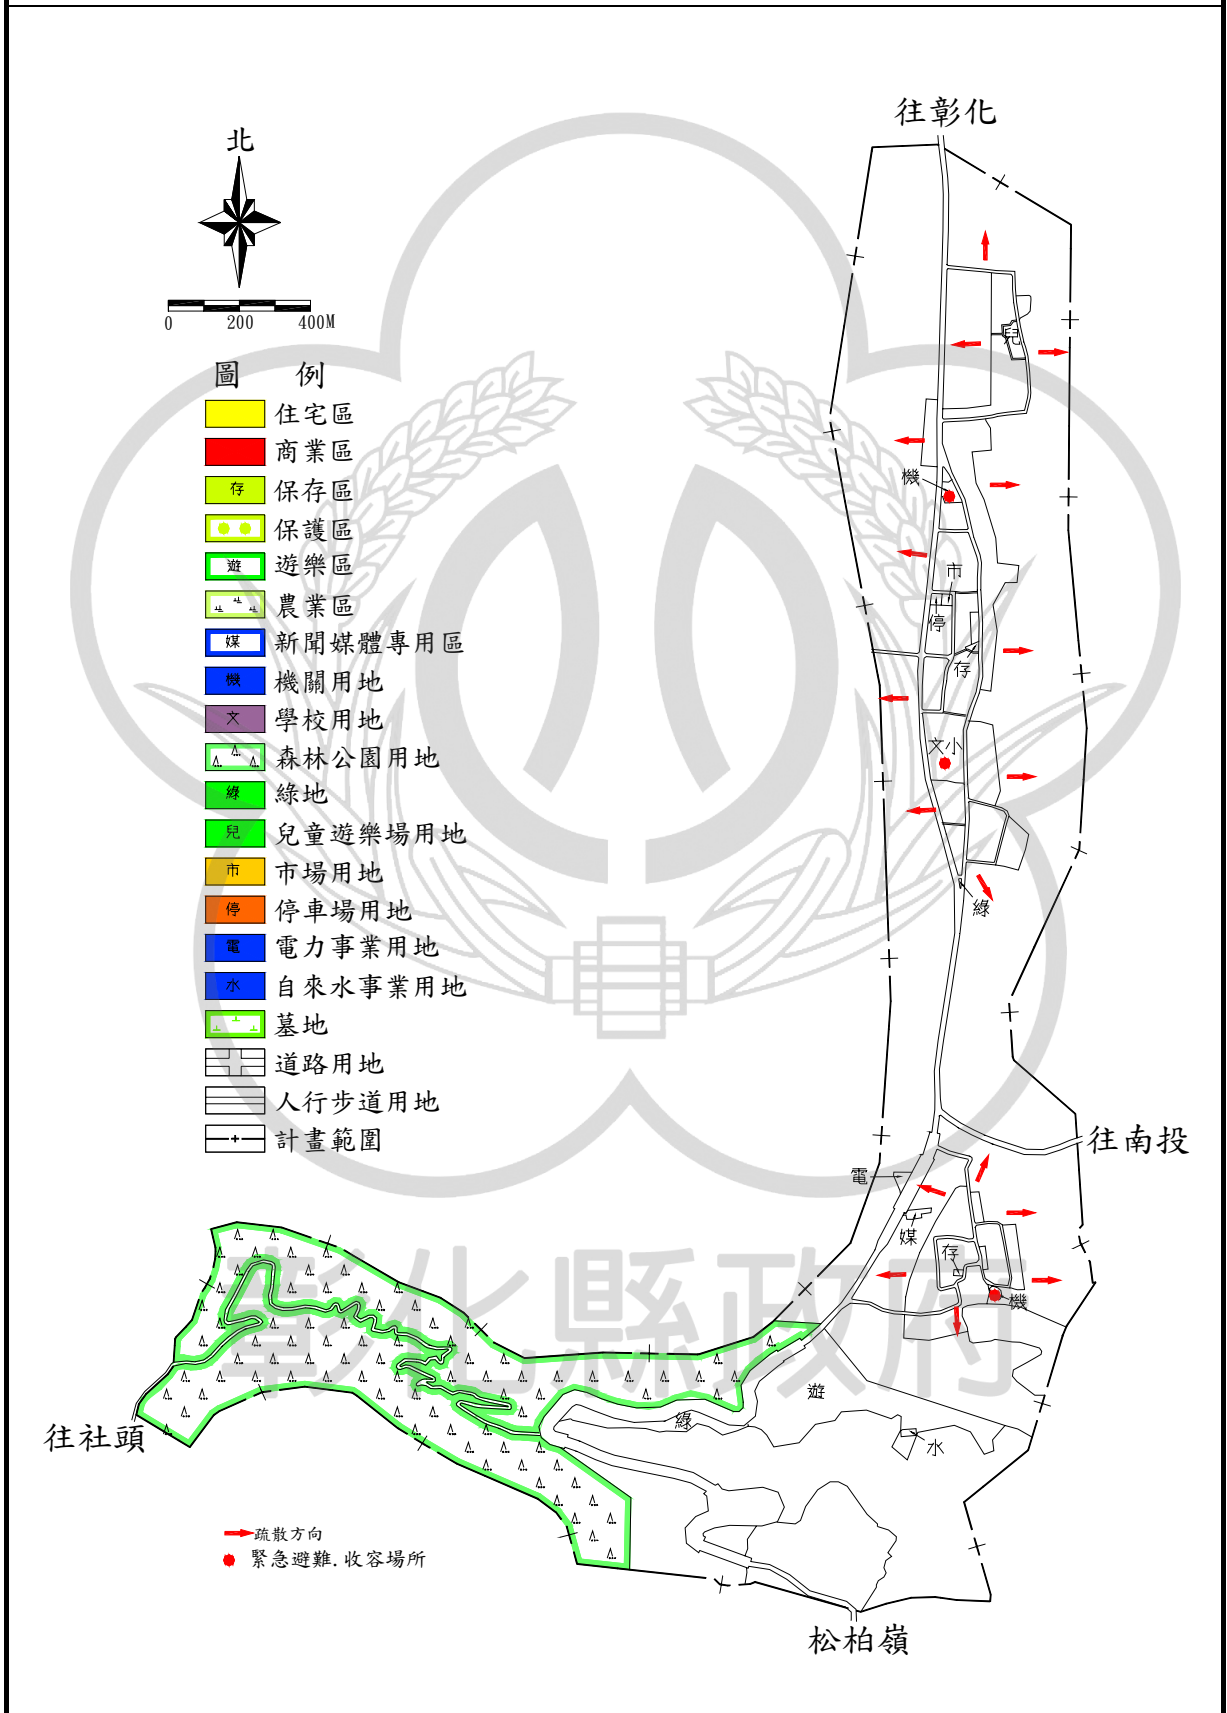 往彰化
北
0 200 400M
圖 例
住宅區
商業區
存 保存區
保護區
遊 遊樂區
農業區
媒 新聞媒體專用區
機 機關用地
文 學校用地
森林公園用地
綠 綠地
兒 兒童遊樂場用地
市 市場用地
停 停車場用地
電 電力事業用地
水 自來水事業用地
墓地
道路用地
人行步道用地
計畫範圍
兒
機
市
停
存
文小
綠
往南投
電
媒
存
機
彰化縣政府
遊
綠
水
往社頭
疏散方向
緊急避難.收容場所
松柏嶺